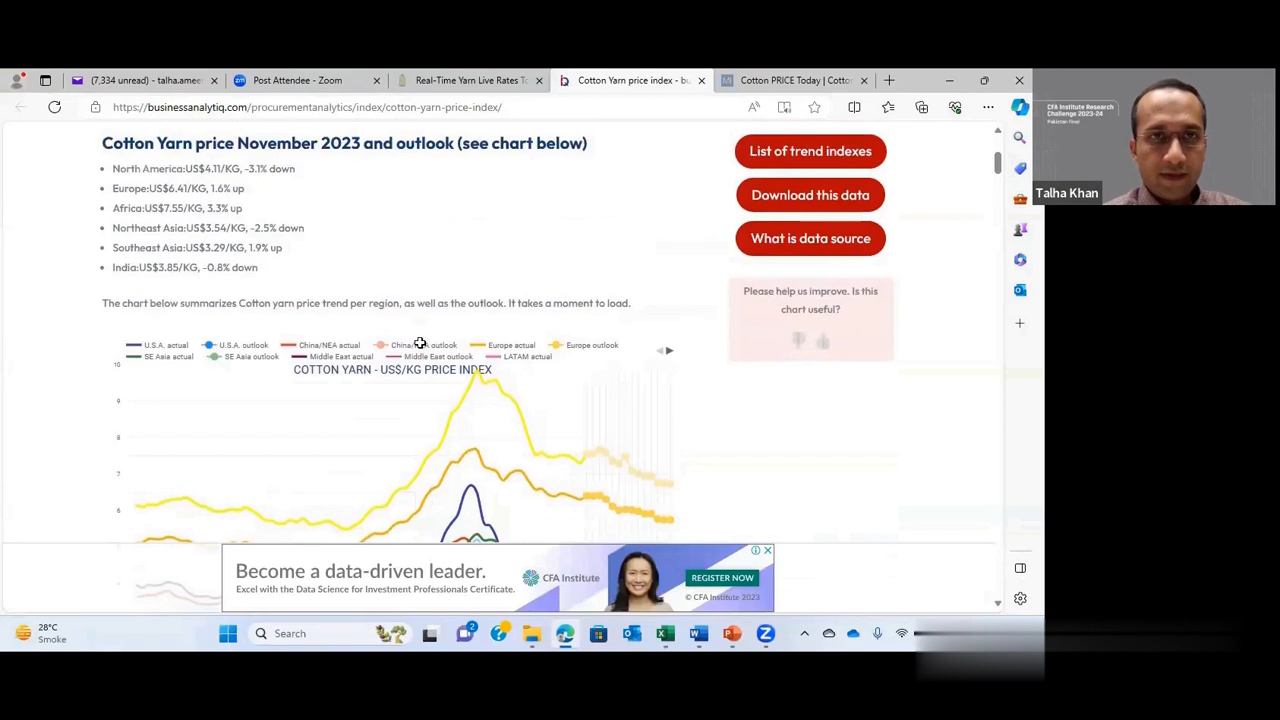 (7,334 unread) - talha.amee
Post Attendee - Zoom
Real-Time Yarn Live Rates To
Cotton Yarn price index - bu
Cotton PRICE Today | Cotton
https://businessanalytiq.com/procurementanalytics/index/cotton-yarn-price-index/
CFA Institute Research
Challenge 2023-24
Pakistan Final
Talha Khan
Cotton Yarn price November 2023 and outlook (see chart below)
North America:US$4.11/KG, -3.1% down
Europe:US$6.41/KG, 1.6% up
Africa:US$7.55/KG, 3.3% up
Northeast Asia:US$3.54/KG, -2.5% down
Southeast Asia:US$3.29/KG, 1.9% up
India:US$3.85/KG, -0.8% down
The chart below summarizes Cotton yarn price trend per region, as well as the outlook. It takes a moment to load.
List of trend indexes
Download this data
What is data source
Please help us improve. Is this
chart useful?
U.S.A. actual
U.S.A. outlook
China/NEA actual
outlook
Europe actual
Europe outlook
SE Asia actual
SE Asia outlook
Middle East actual
Middle East outlook
LATAM actual
COTTON YARN - US$/KG PRICE INDEX
10
9
8
7
6
Become a data-driven leader.
Excel with the Data Science for Investment Professionals Certificate.
CFA Institute
REGISTER NOW
© CFA Institute 2023
28°C
Smoke
Search
2